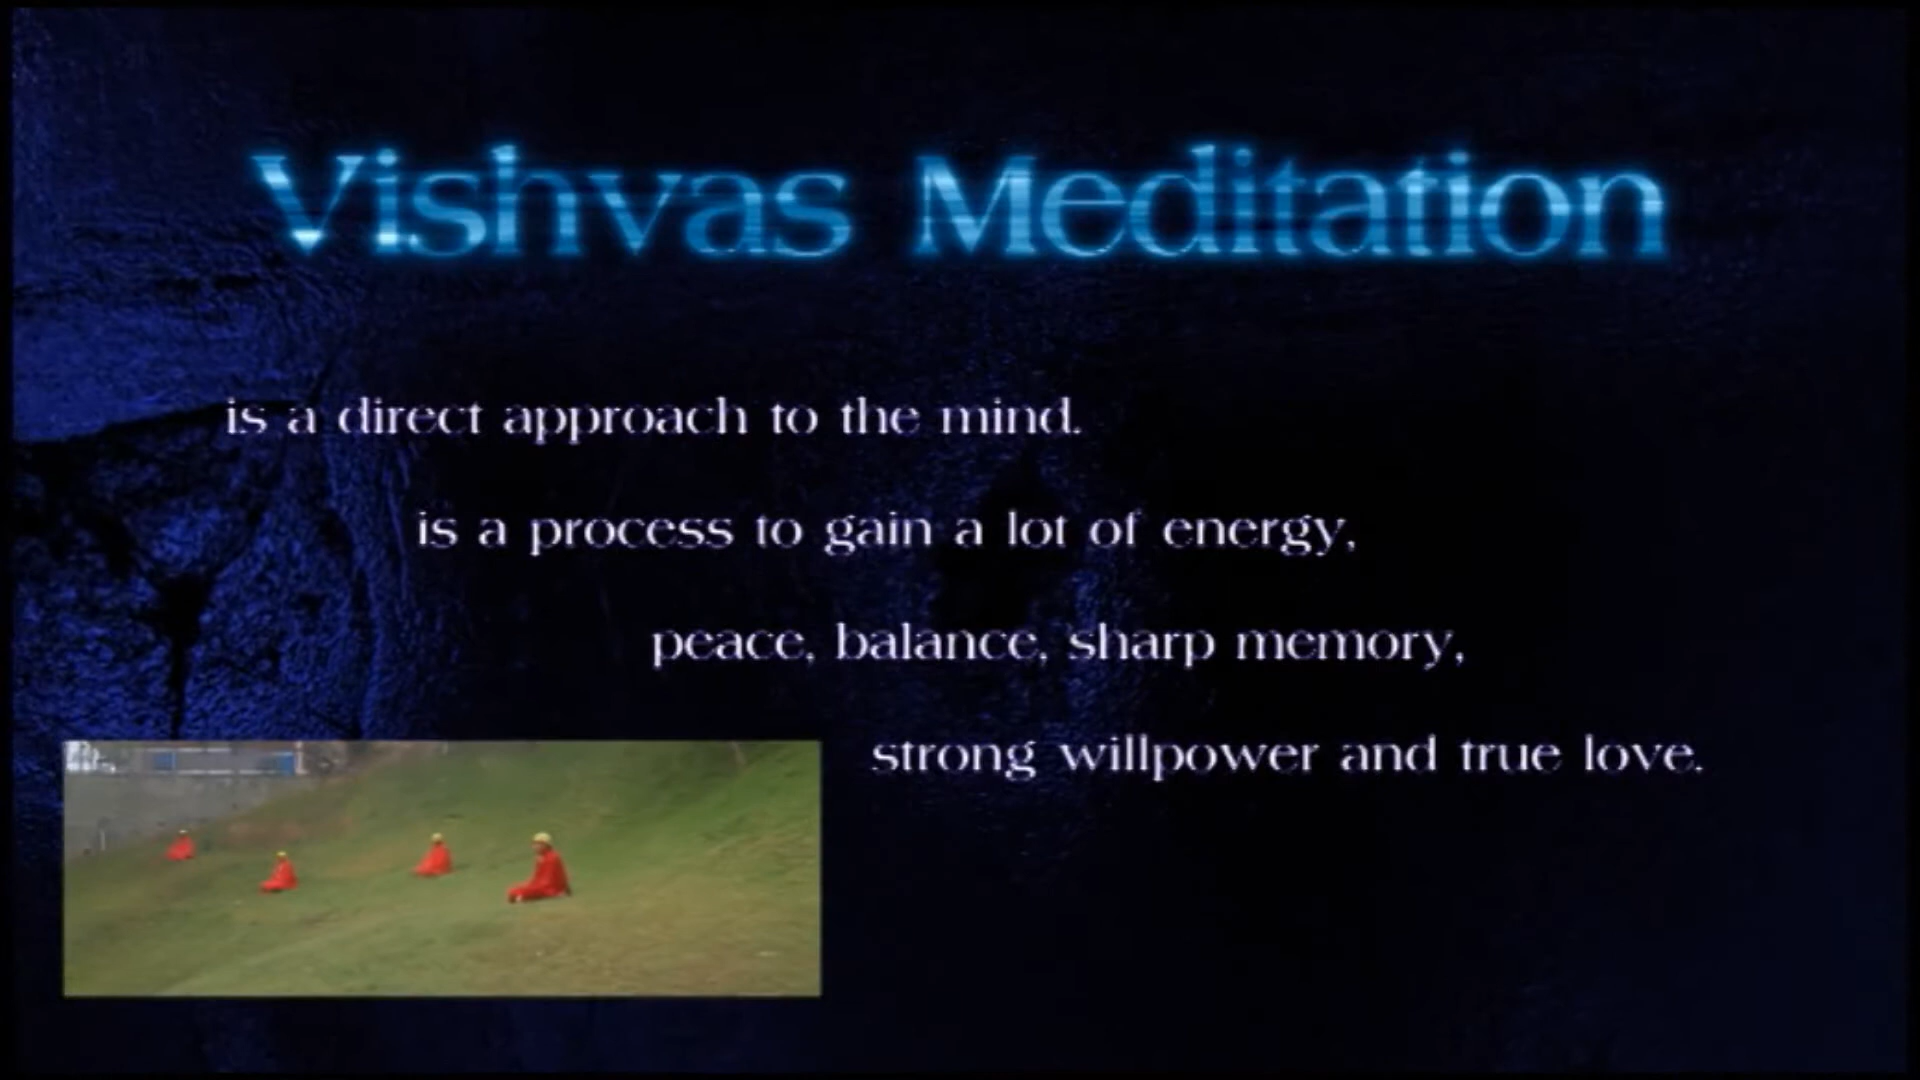 Vishvas Meditation
is a direct approach to the mind.
is a process to gain a lot of energy,
peace, balance, sharp memory,
strong willpower and true love.